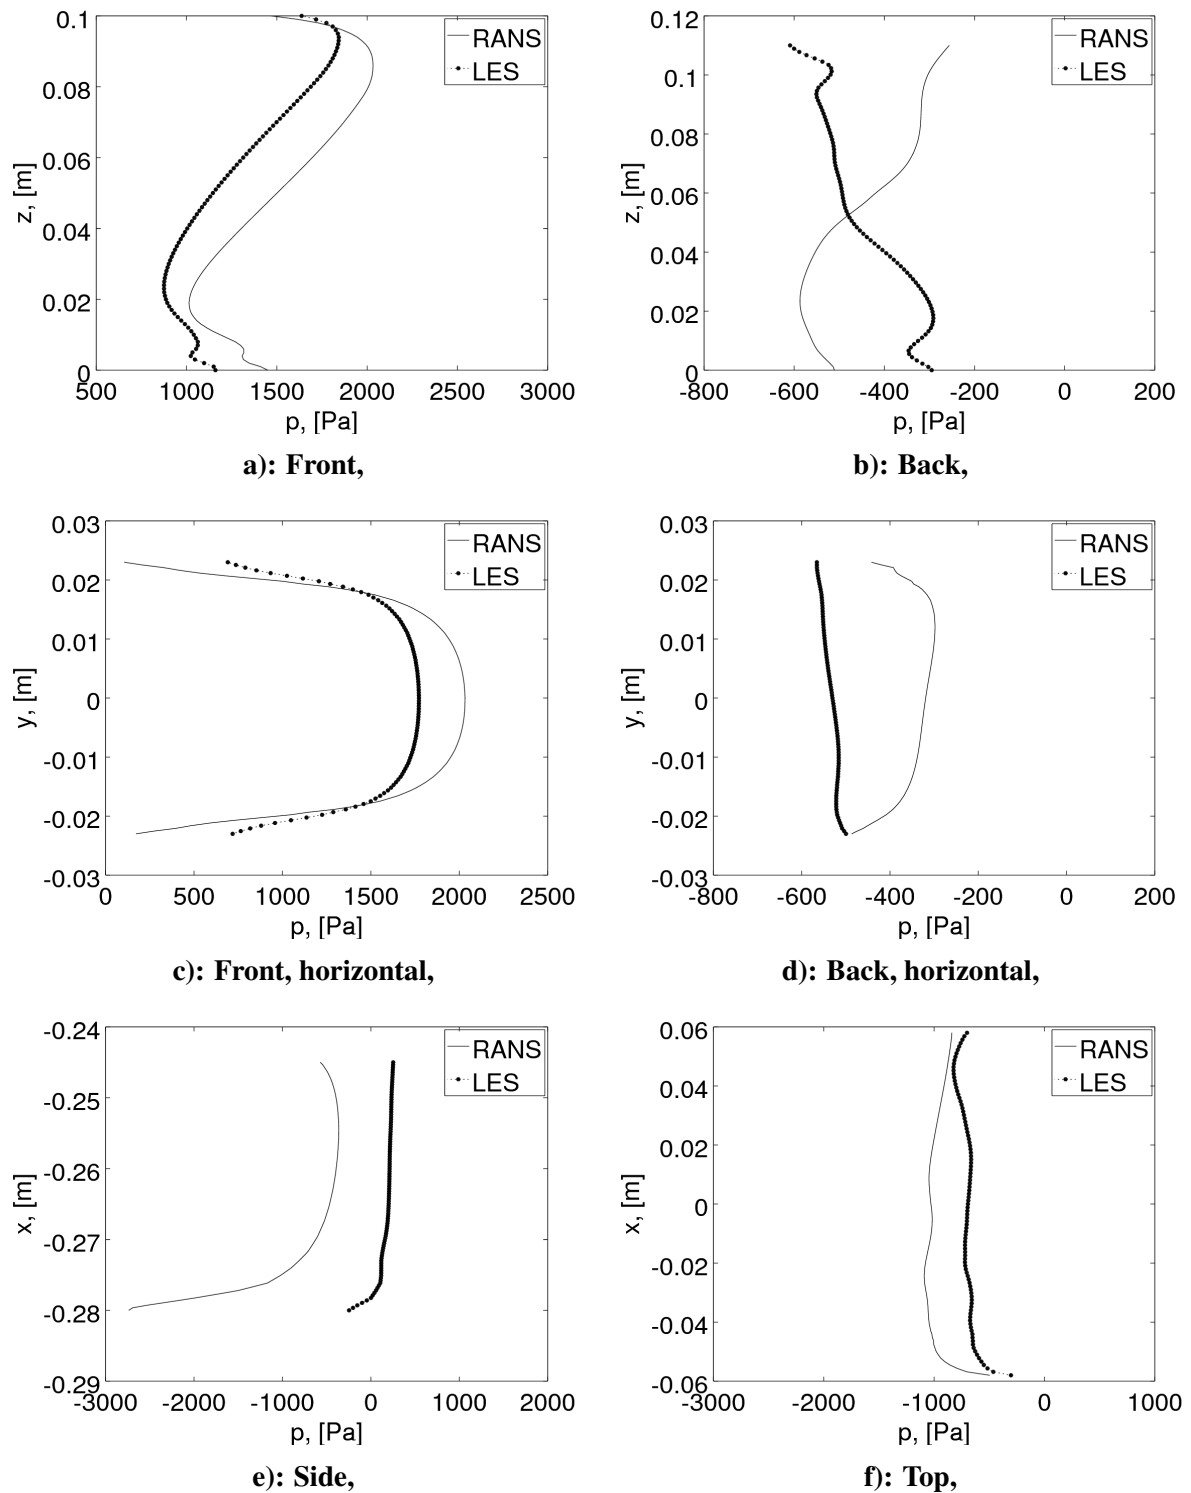 0.1
0.08
0.06
0.04
0.02
0
z, [m]
500 1000 1500 2000 2500 3000
p, [Pa]
RANS
LES
a): Front,
0.12
0.1
0.08
0.06
0.04
0.02
0
z, [m]
-800 -600 -400 -200 0 200
p, [Pa]
RANS
LES
b): Back,
0.03
0.02
0.01
0
-0.01
-0.02
-0.03
y, [m]
0 500 1000 1500 2000 2500
p, [Pa]
RANS
LES
c): Front, horizontal,
0.03
0.02
0.01
0
-0.01
-0.02
-0.03
y, [m]
-800 -600 -400 -200 0 200
p, [Pa]
RANS
LES
d): Back, horizontal,
-0.24
-0.25
-0.26
-0.27
-0.28
-0.29
x, [m]
-3000 -2000 -1000 0 1000 2000
p, [Pa]
RANS
LES
e): Side,
0.06
0.04
0.02
0
-0.02
-0.04
-0.06
x, [m]
-3000 -2000 -1000 0 1000
p, [Pa]
RANS
LES
f): Top,